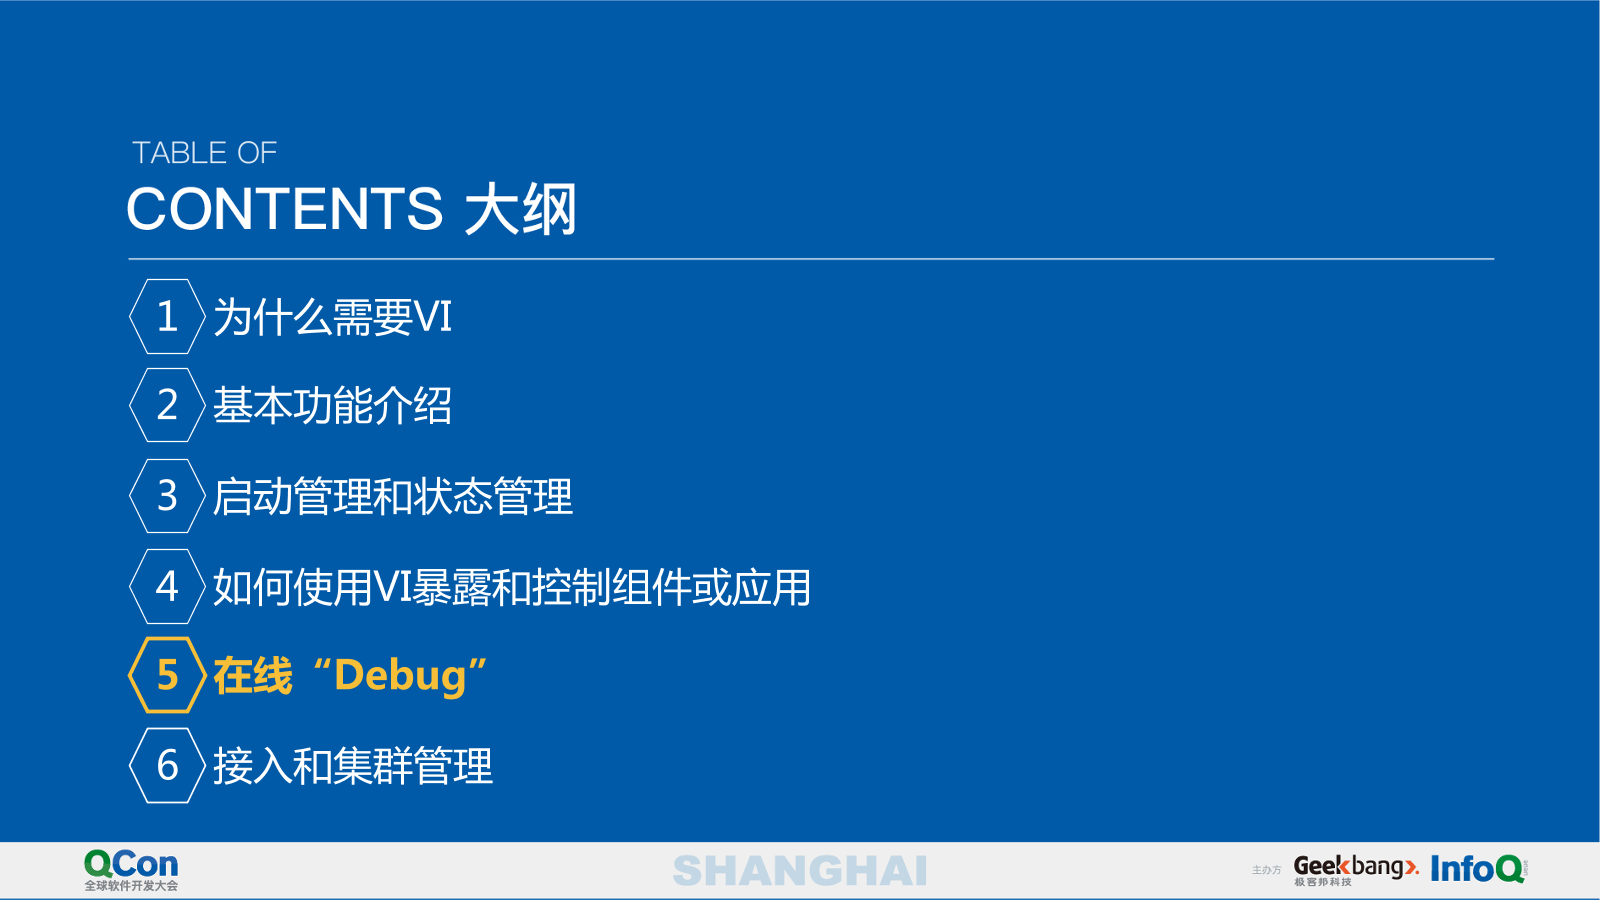 TABLE OF
CONTENTS 大纲
1 为什么需要VI
2 基本功能介绍
3 启动管理和状态管理
4 如何使用VI暴露和控制组件或应用
5 在线“Debug”
6 接入和集群管理
QCon
全球软件开发大会
SHANGHAI
主办方
Geekbang>.
极客邦科技
InfoQ